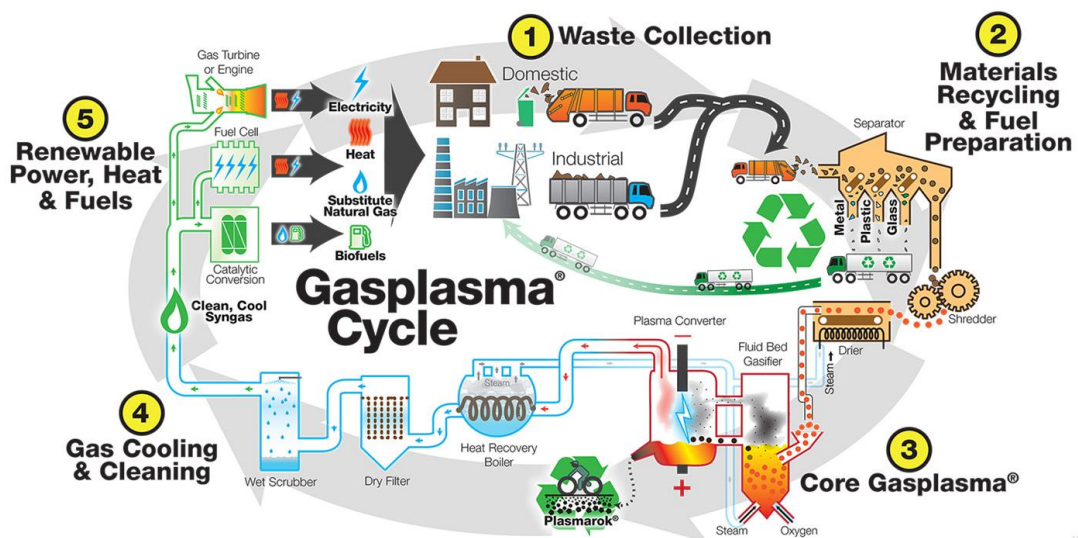 1 Waste Collection
Domestic
Industrial
2
Materials
Recycling
& Fuel
Preparation
Separator
Metal
Plastic
Glass
Shredder
Drier
Steam
3
Core Gasplasma®
Fluid Bed
Gasifier
Steam
Oxygen
Plasma Converter
Plasmarok®
4
Gas Cooling
& Cleaning
Steam
Heat Recovery
Boiler
Dry Filter
Wet Scrubber
Clean, Cool
Syngas
5
Renewable
Power, Heat
& Fuels
Gas Turbine
or Engine
Fuel Cell
Catalytic
Conversion
Electricity
Heat
Substitute
Natural Gas
Biofuels
Gasplasma®
Cycle